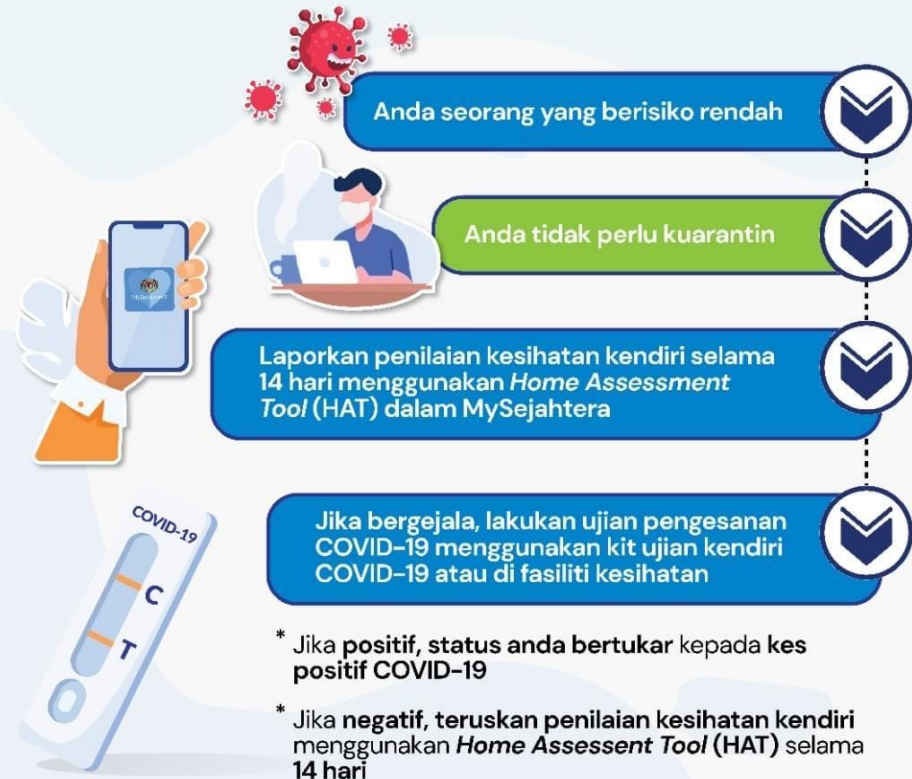 Anda seorang yang berisiko rendah
Anda tidak perlu kuarantin
MySejahtera
Laporkan penilaian kesihatan kendiri selama
14 hari menggunakan Home Assessment
Tool (HAT) dalam MySejahtera
COVID-19
C
T
Jika bergejala, lakukan ujian pengesanan
COVID-19 menggunakan kit ujian kendiri
COVID-19 atau di fasiliti kesihatan
* Jika positif, status anda bertukar kepada kes
positif COVID-19
* Jika negatif, teruskan penilaian kesihatan kendiri
menggunakan Home Assessent Tool (HAT) selama
14 hari